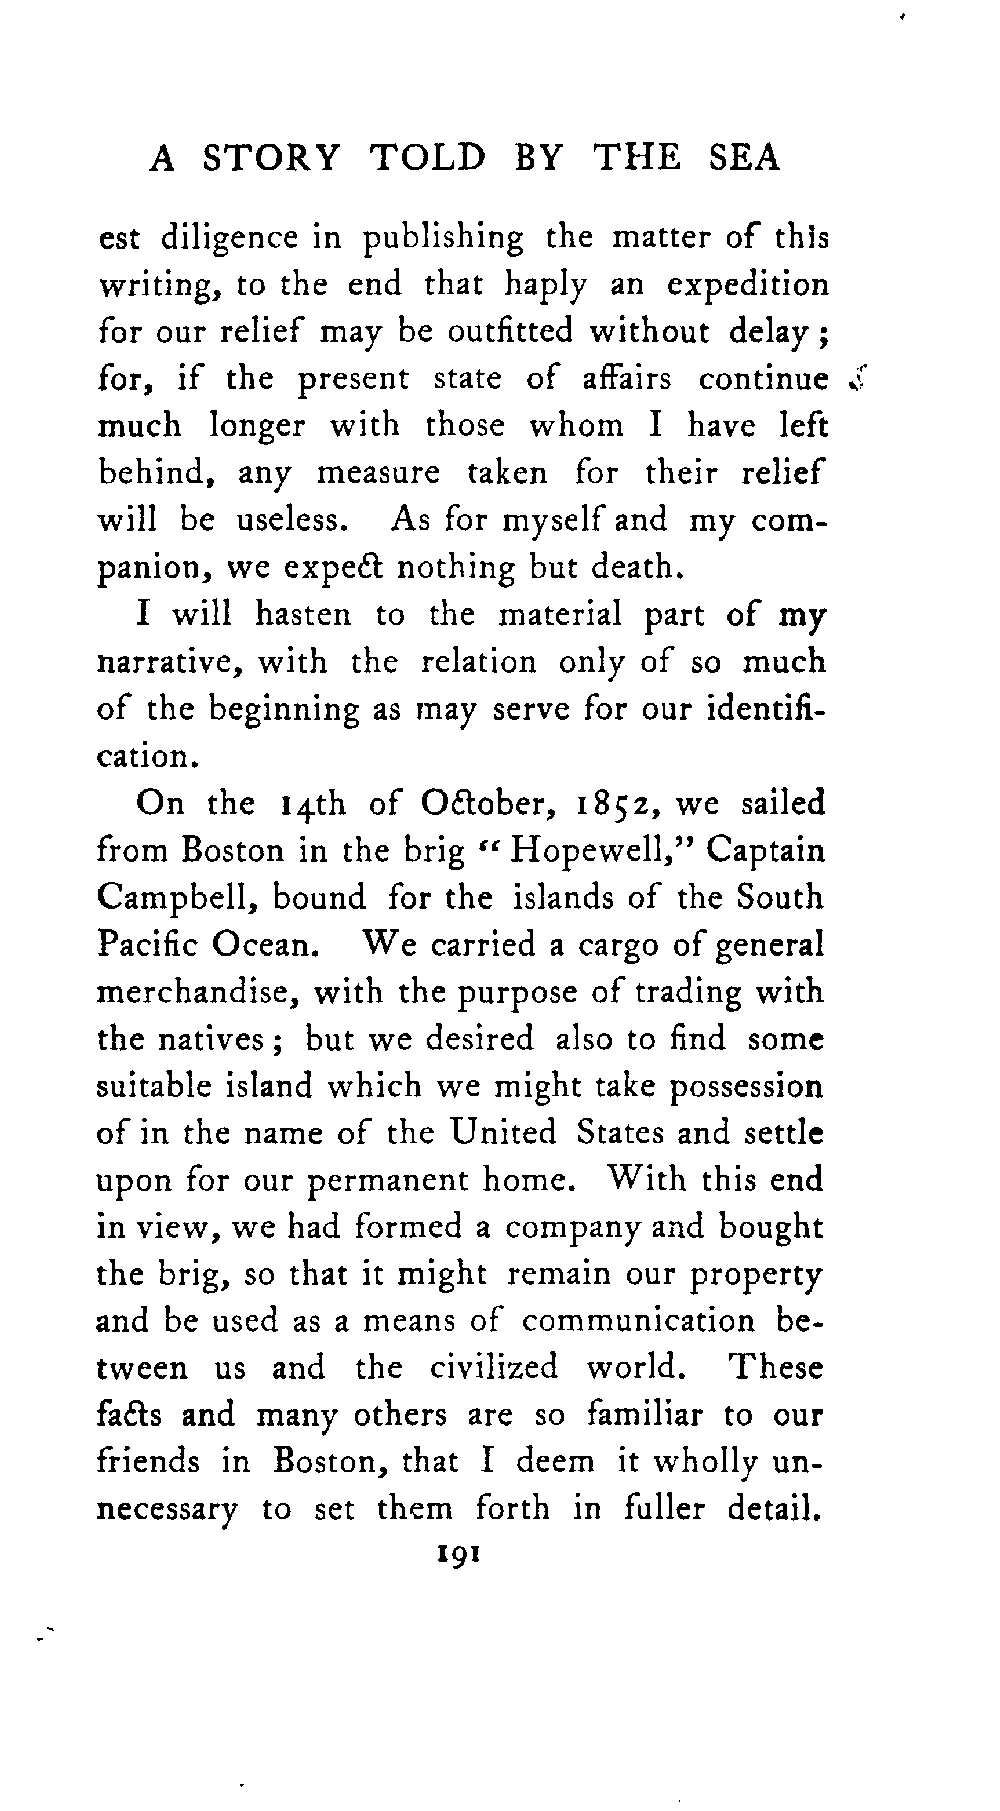 A STORY TOLD BY THE SEA
est diligence in publishing the matter of this
writing, to the end that haply an expedition
for our relief may be outfitted without delay ;
for, if the present state of affairs continue
much longer with those whom I have left
behind, any measure taken for their relief
will be useless. As for myself and my com-
panion, we expect nothing but death.
I will hasten to the material part of my
narrative, with the relation only of so much
of the beginning as may serve for our identifi-
cation.
On the 14th of October, 1852, we sailed
from Boston in the brig “ Hopewell,” Captain
Campbell, bound for the islands of the South
Pacific Ocean. We carried a cargo of general
merchandise, with the purpose of trading with
the natives ; but we desired also to find some
suitable island which we might take possession
of in the name of the United States and settle
upon for our permanent home. With this end
in view, we had formed a company and bought
the brig, so that it might remain our property
and be used as a means of communication be-
tween us and the civilized world. These
facts and many others are so familiar to our
friends in Boston, that I deem it wholly un-
necessary to set them forth in fuller detail.
191